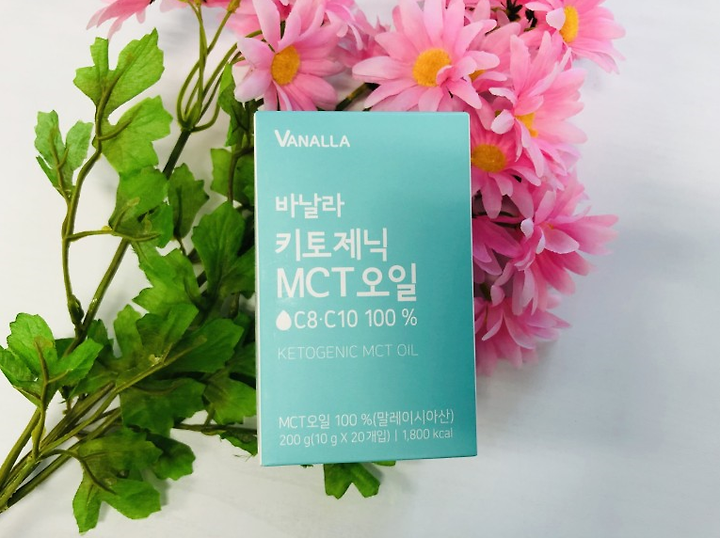 VANALLA
바날라
키토제닉
MCT오일
C8·C10 100 %
KETOGENIC MCT OIL
MCT오일 100 %(말레이시아산)
200 g(10 g X 20개입) | 1,800 kcal